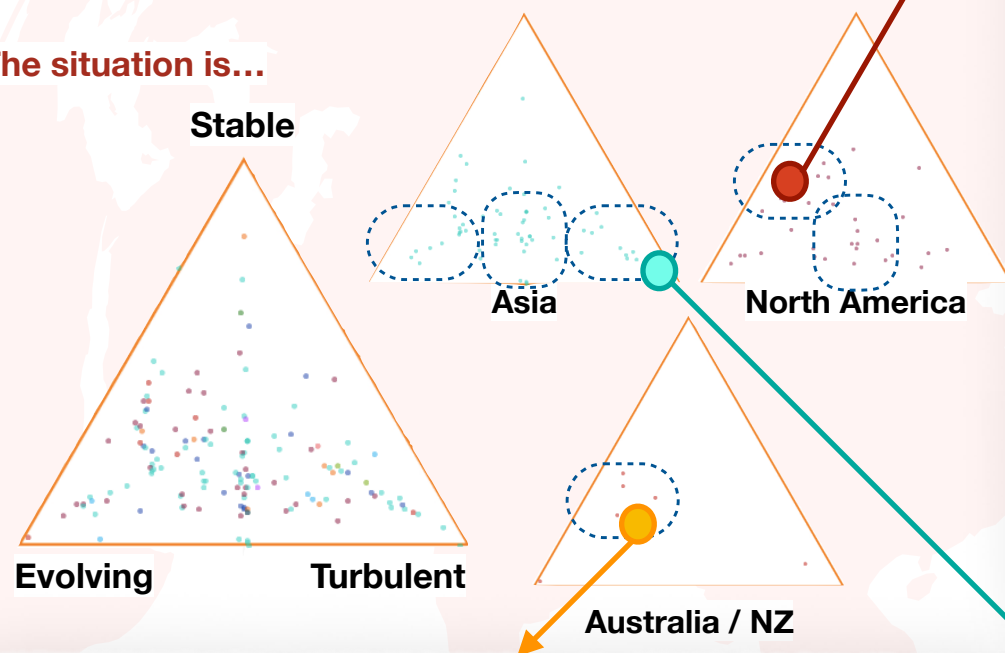 he situation is...
Stable
Asia
North America
Evolving
Turbulent
Australia / NZ